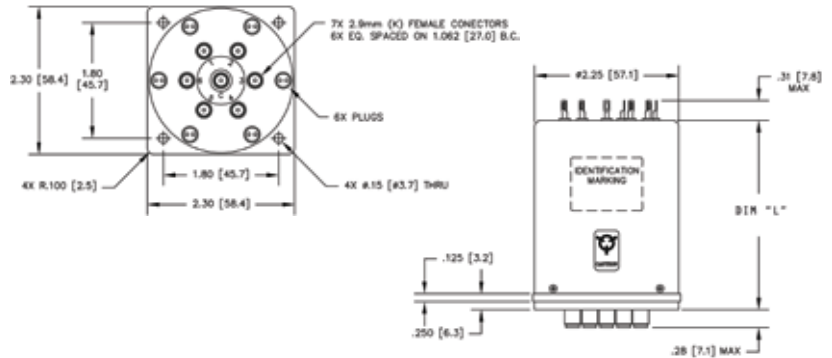 7X 2.9mm (K) FEMALE CONECTORS
6X EQ. SPACED ON 1.062 [27.0] B.C.
2.30 [58.4]
1.80
[45.7]
6X PLUGS
4X R.100 [2.5]
1.80 [45.7]
4X ø.15 [ø3.7] THRU
2.30 [58.4]
ø2.25 [57.1]
.31 [7.8]
MAX
IDENTIFICATION
MARKING
DIM "L"
.125 [3.2]
.250 [6.3]
.28 [7.1] MAX